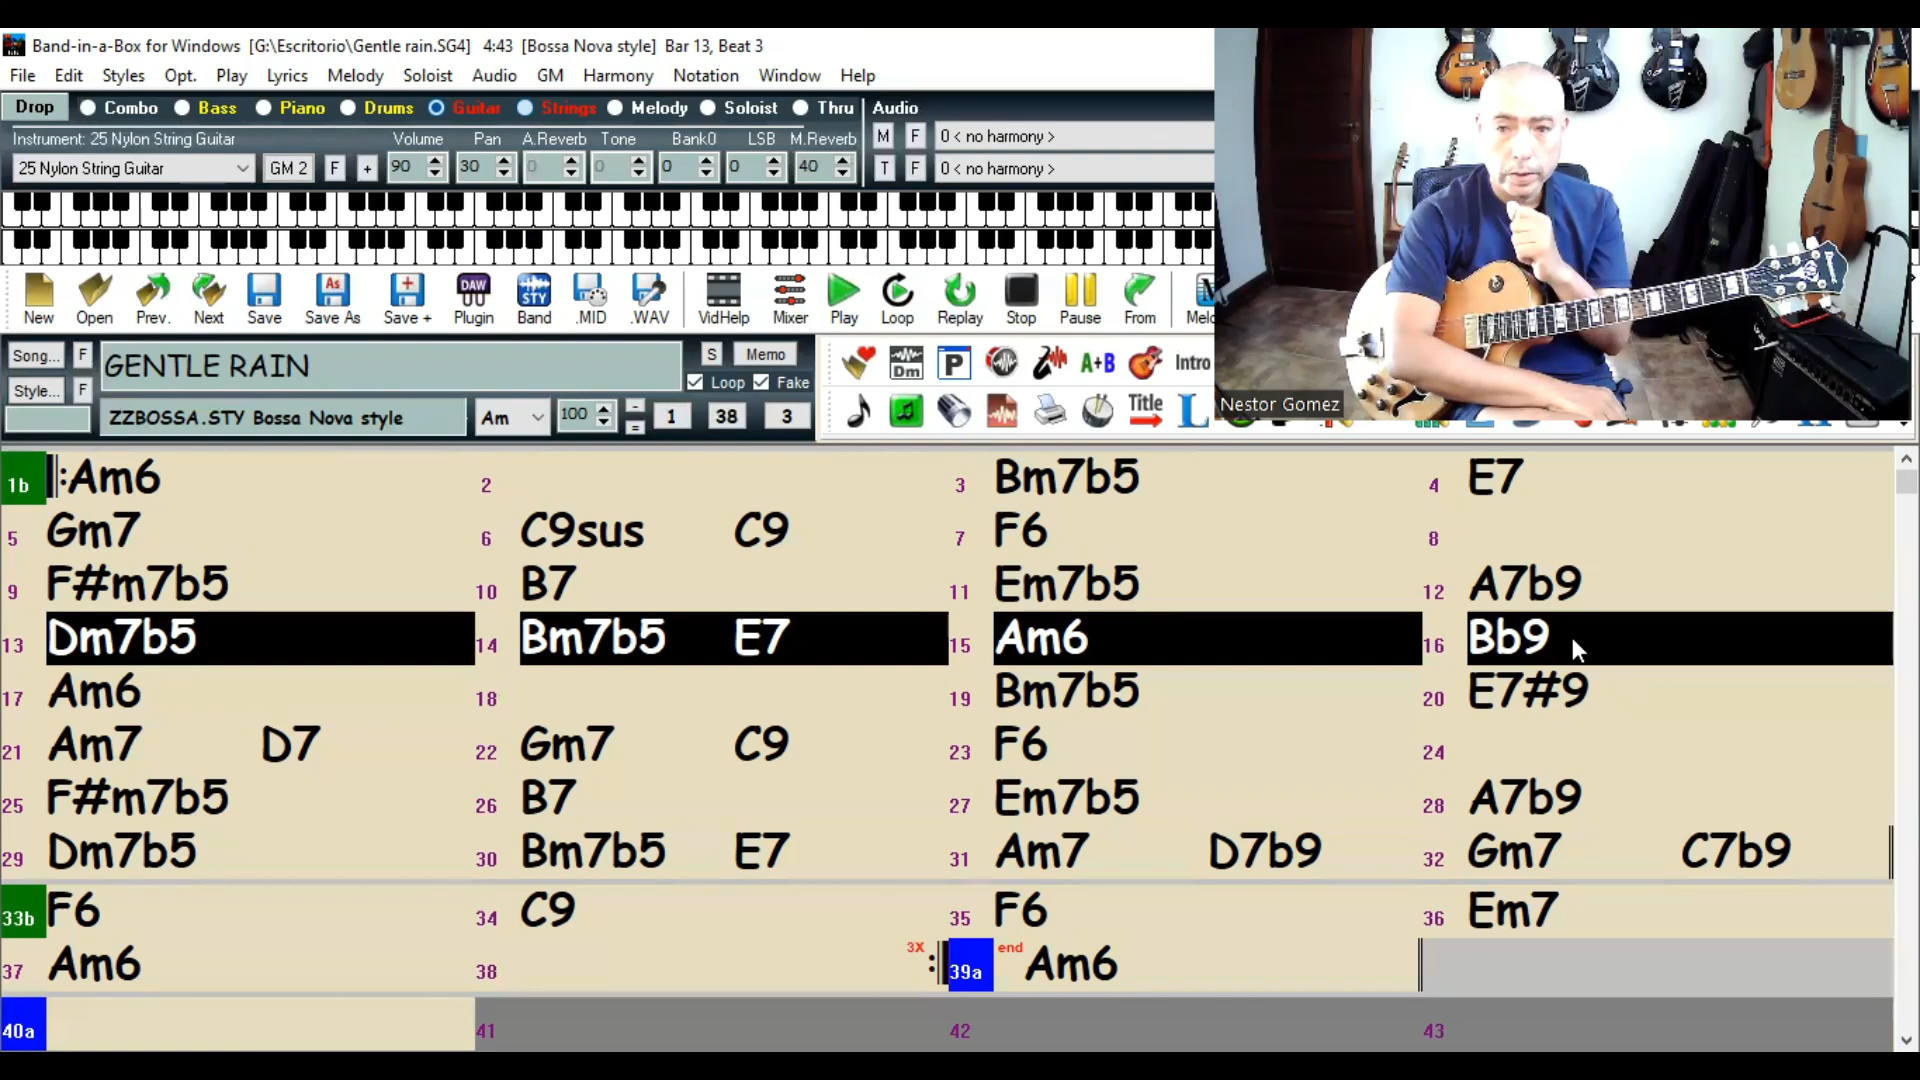 Band-in-a-Box for Windows [G:\Escritorio\Gentle rain.SG4] 4:43 [Bossa Nova style] Bar 13, Beat 3
File Edit Styles Opt. Play Lyrics Melody Soloist Audio GM Harmony Notation Window Help
Drop Combo Bass Piano Drums Guitar Strings Melody Soloist Thru Audio
Instrument: 25 Nylon String Guitar Volume Pan A.Reverb Tone Bank0 LSB M.Reverb M F 0 < no harmony >
25 Nylon String Guitar GM 2 F + 90 30 0 0 0 0 40 T F 0 < no harmony >
New Open Prev. Next Save Save As Save + Plugin Band .MID .WAV VidHelp Mixer Play Loop Replay Stop Pause From
Song... F GENTLE RAIN S Memo Dm P A+B Intro
Style... F Loop Fake
ZZBOSSA.STY Bossa Nova style Am 100 - = 1 38 3 Title L
Nestor Gomez
1b Am6 2 3 Bm7b5 4 E7
5 Gm7 6 C9sus C9 7 F6 8
9 F#m7b5 10 B7 11 Em7b5 12 A7b9
13 Dm7b5 14 Bm7b5 E7 15 Am6 16 Bb9
17 Am6 18 19 Bm7b5 20 E7#9
21 Am7 D7 22 Gm7 C9 23 F6 24
25 F#m7b5 26 B7 27 Em7b5 28 A7b9
29 Dm7b5 30 Bm7b5 E7 31 Am7 D7b9 32 Gm7 C7b9
33b F6 34 C9 35 F6 36 Em7
37 Am6 38 3X 39a end Am6
40a 41 42 43